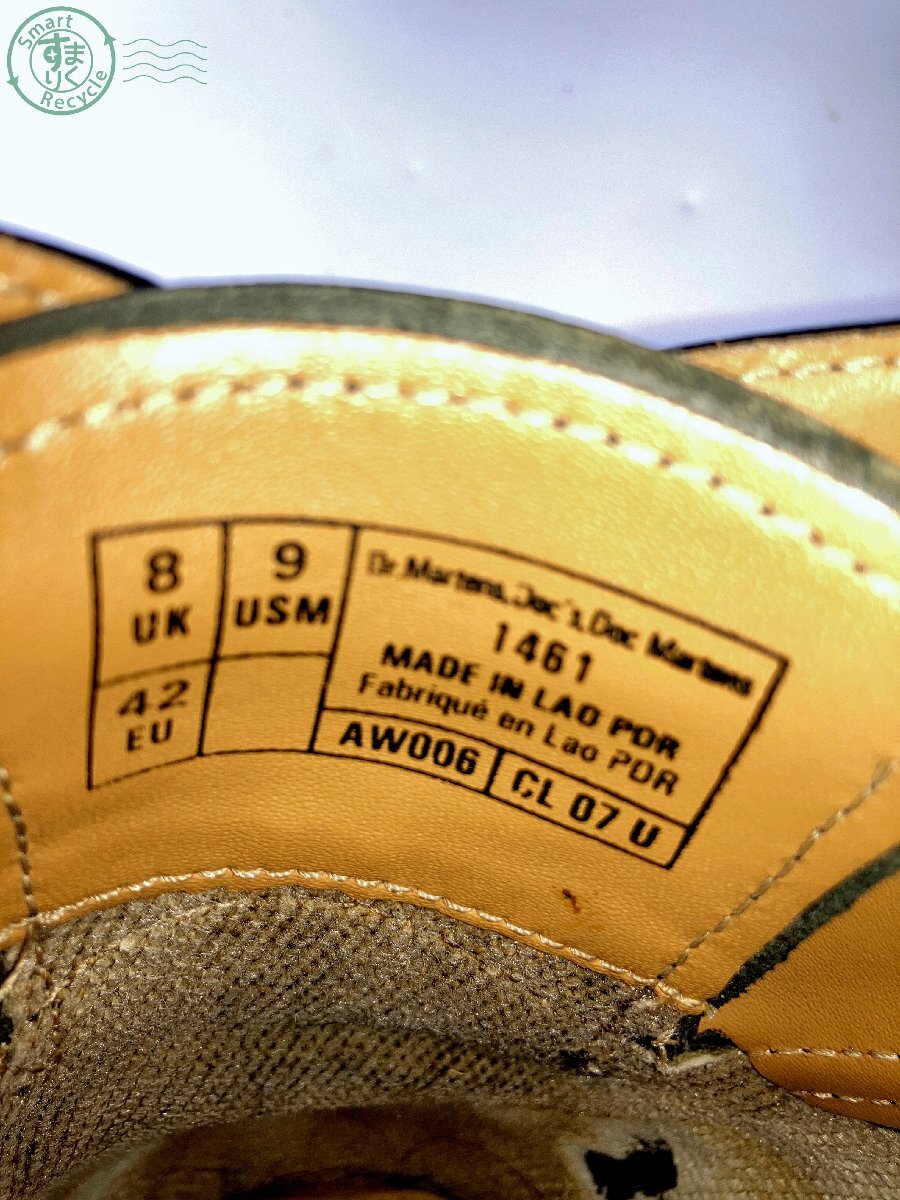 Smart
すまりく
Recycle
8
UK
9
USM
42
EU
Dr.Martens, Doc's, Doc Martens
1461
MADE IN LAO PDR
Fabriqué en Lao PDR
AW006
CL 07 U